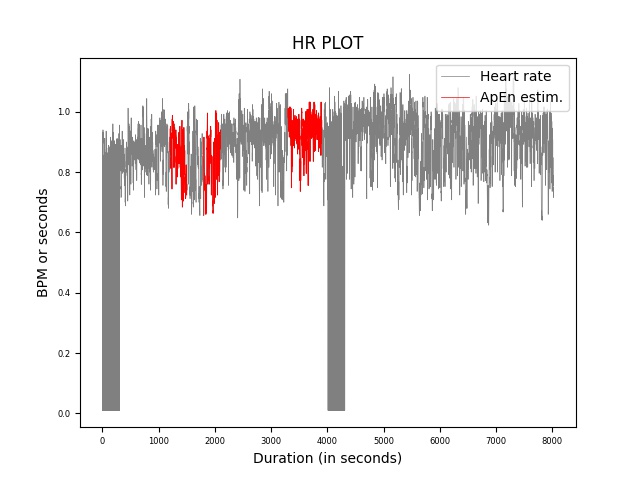 HR PLOT
Heart rate
ApEn estim.
BPM or seconds
1.0
0.8
0.6
0.4
0.2
0.0
0 1000 2000 3000 4000 5000 6000 7000 8000
Duration (in seconds)